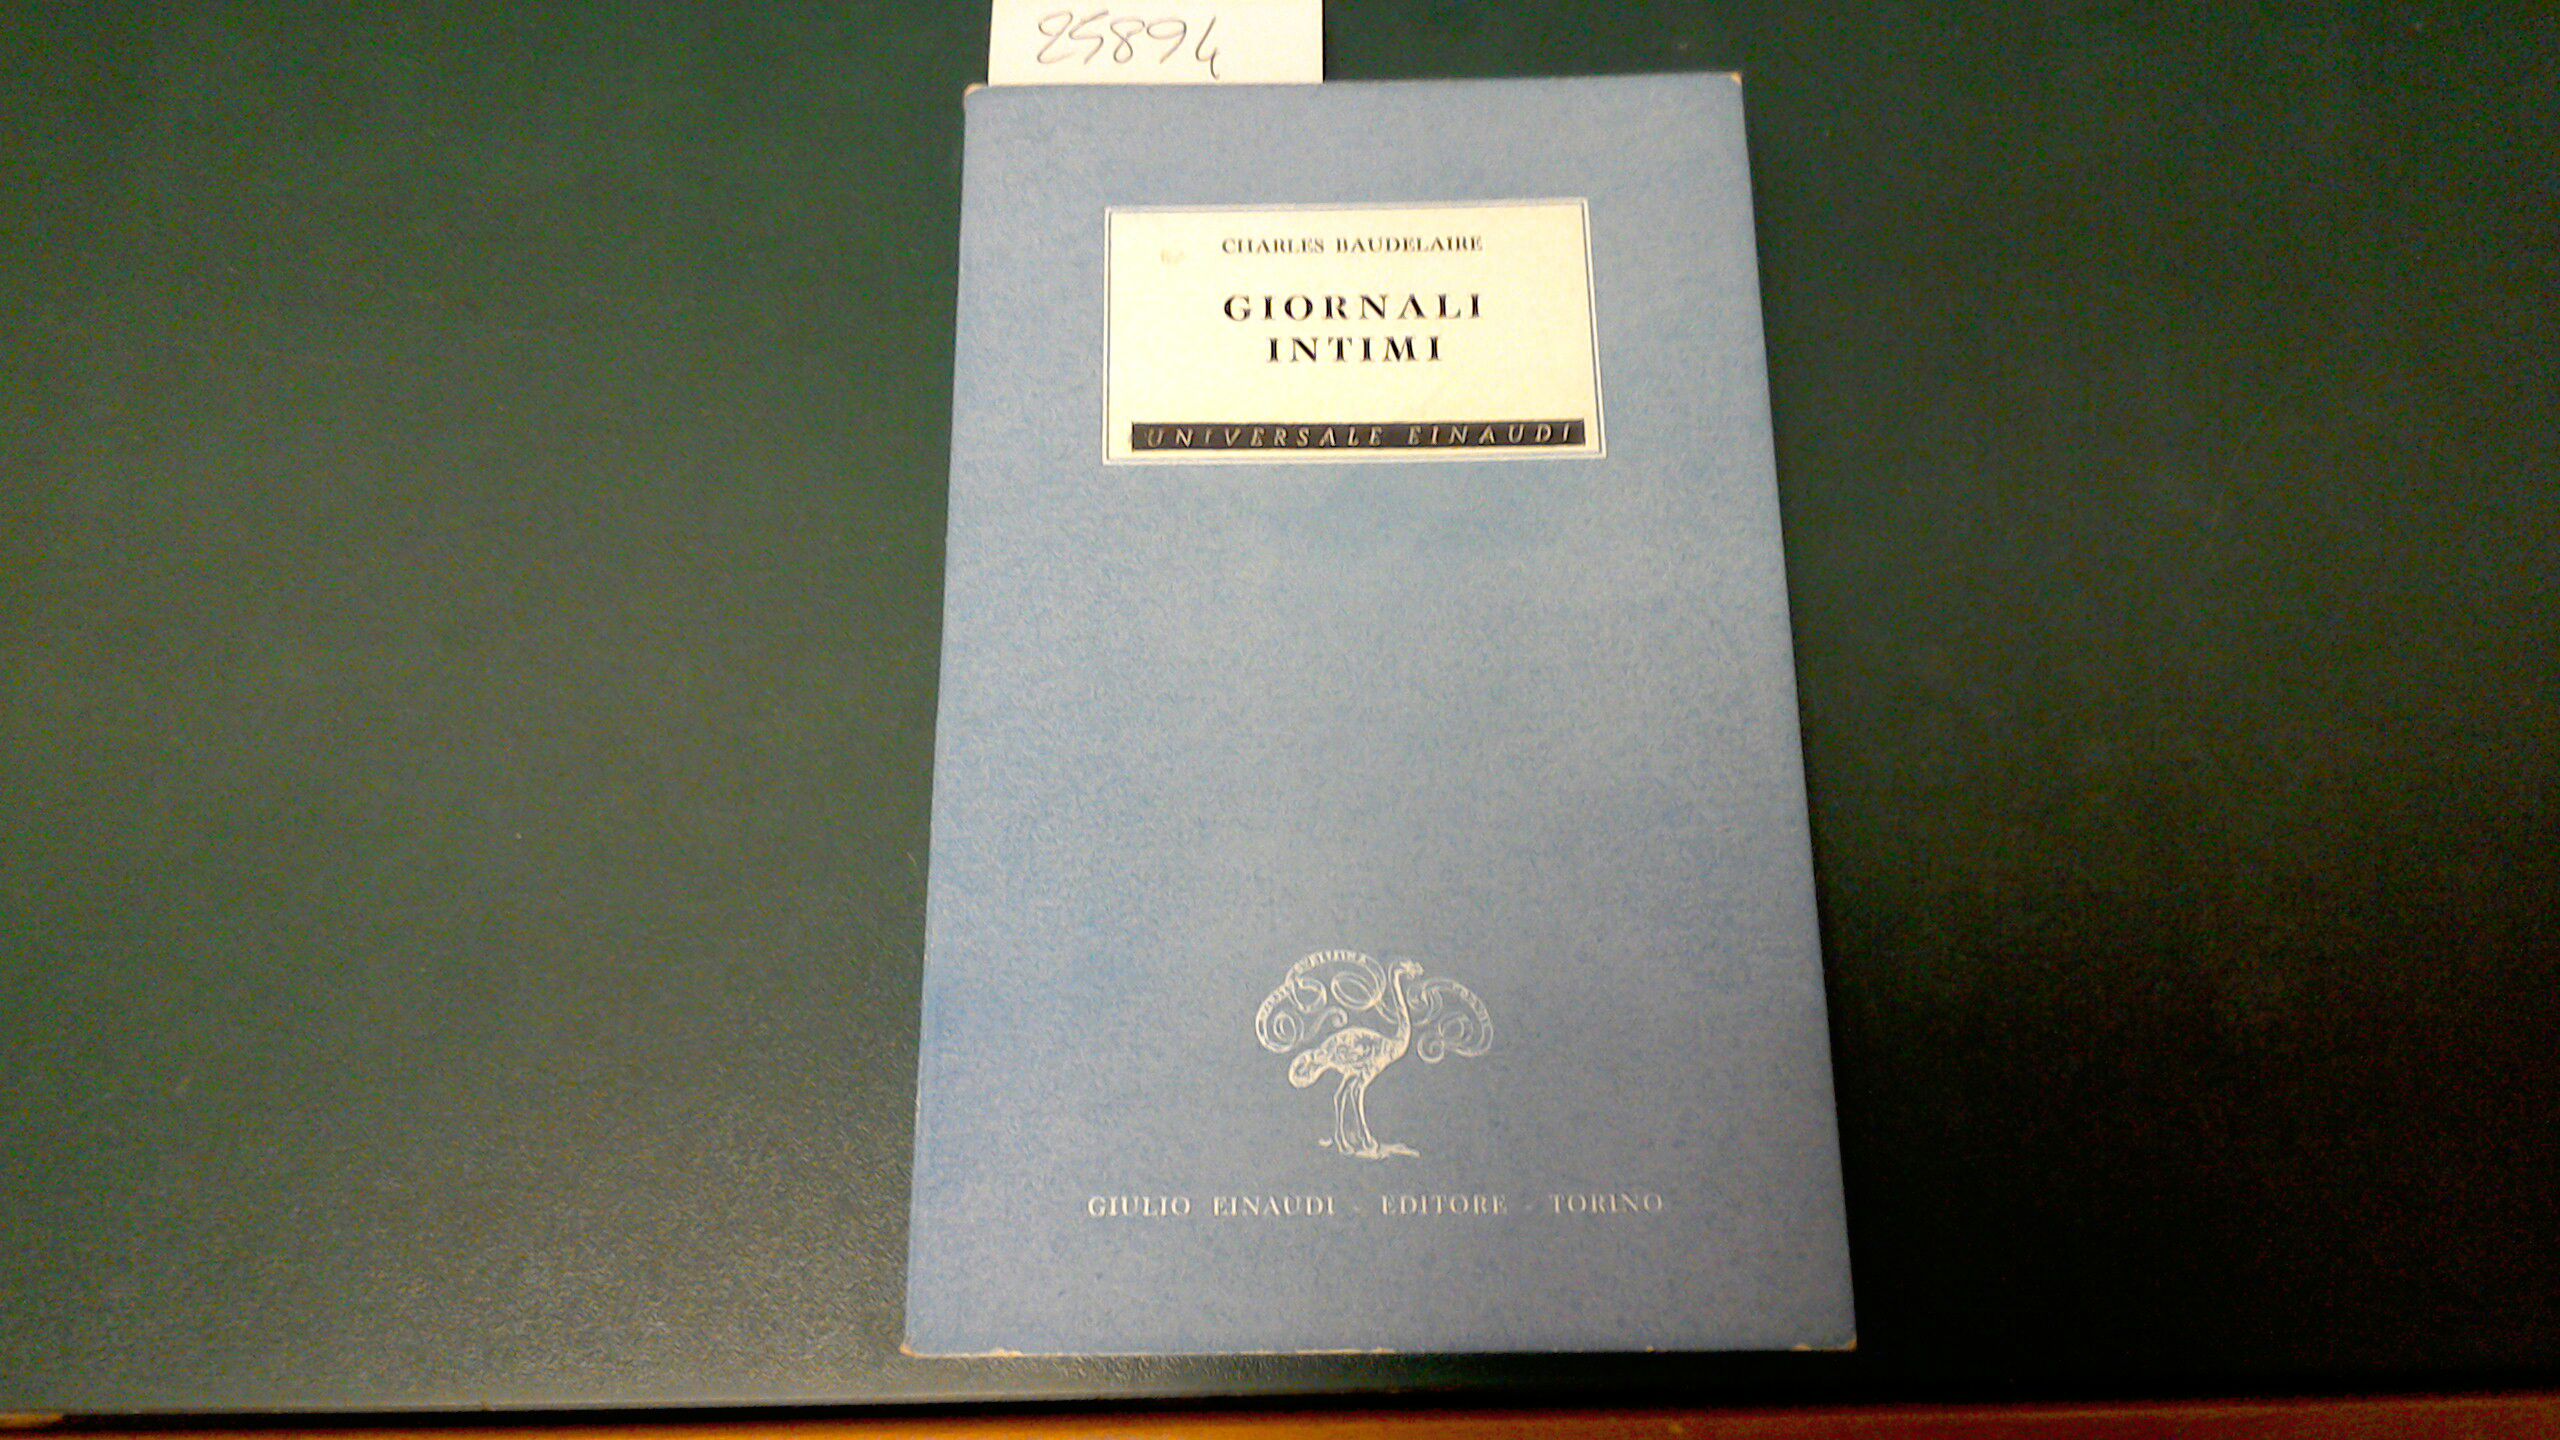 25894
CHARLES BAUDELAIRE
GIORNALI
INTIMI
UNIVERSALE EINAUDI
GIULIO EINAUDI - EDITORE - TORINO